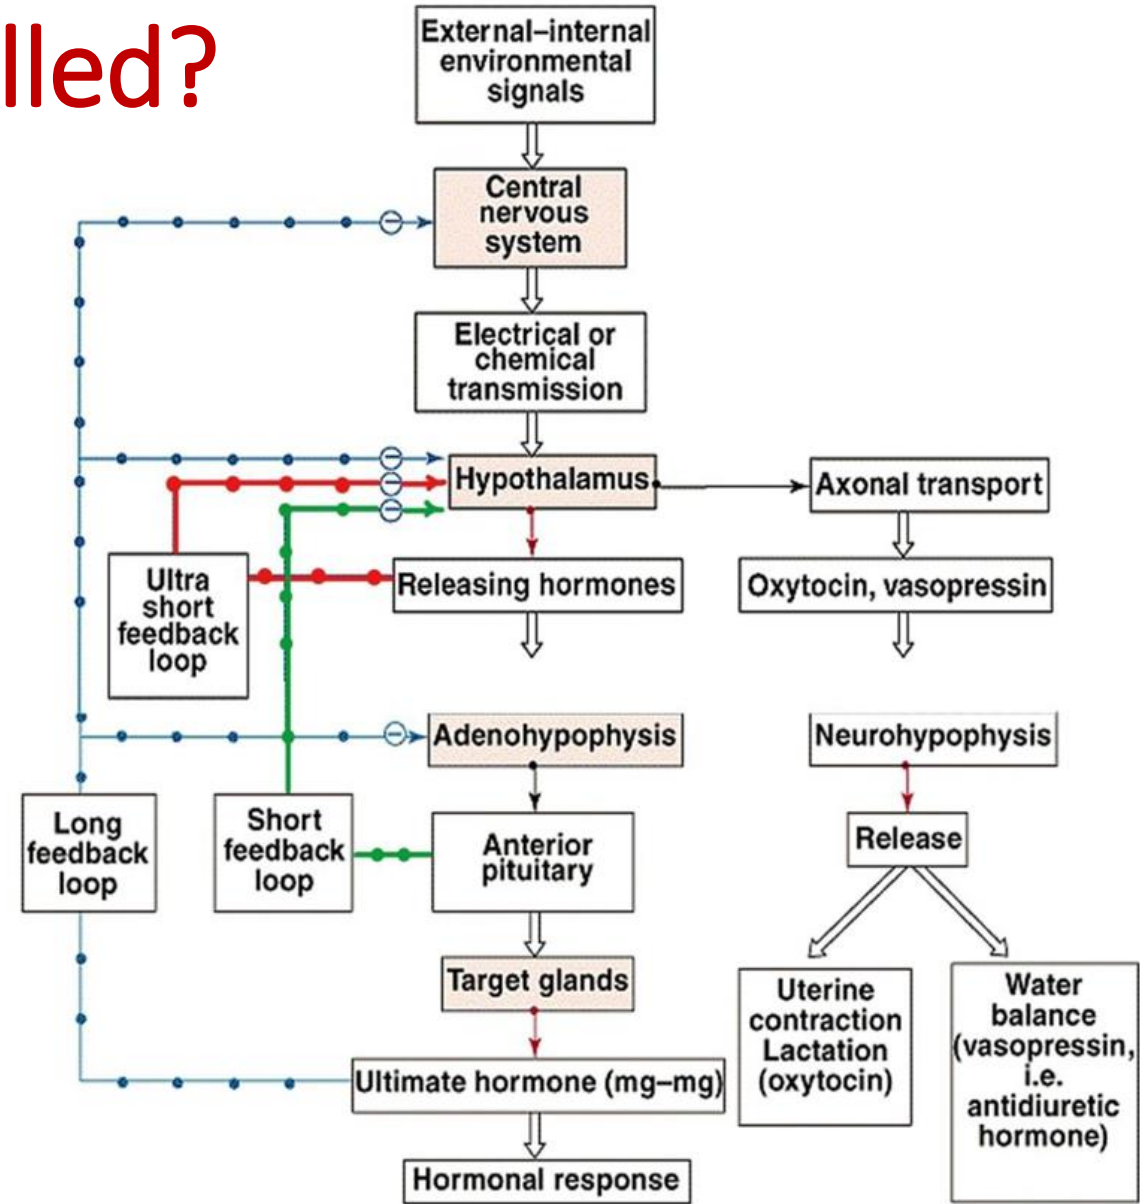 lled?
External–internal
environmental
signals
Central
nervous
system
Electrical or
chemical
transmission
Hypothalamus
Axonal transport
Ultra
short
feedback
loop
Releasing hormones
Oxytocin, vasopressin
Adenohypophysis
Neurohypophysis
Long
feedback
loop
Short
feedback
loop
Anterior
pituitary
Release
Target glands
Uterine
contraction
Lactation
(oxytocin)
Water
balance
(vasopressin,
i.e.
antidiuretic
hormone)
Ultimate hormone (mg–mg)
Hormonal response